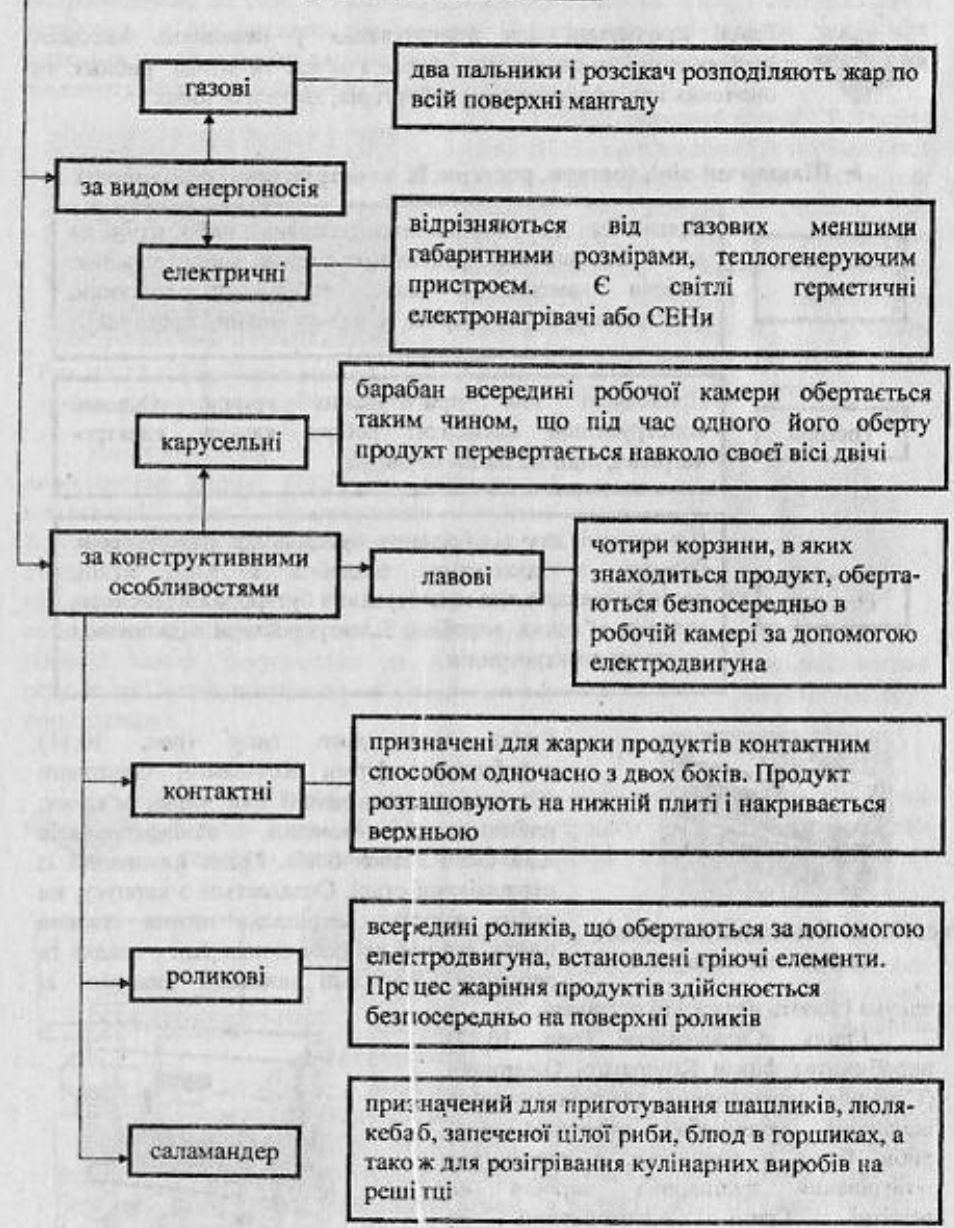 газові
два пальники і розсікач розподіляють жар по
всій поверхні мангалу
за видом енергоносія
електричні
відрізняються від газових меншими
габаритними розмірами, теплогенеруючим
пристроєм. Є світлі герметичні
електронагрівачі або СЕНи
карусельні
барабан всередині робочої камери обертається
таким чином, що під час одного його оберту
продукт перевертається навколо своєї вісі двічі
за конструктивними
особливостями
лавові
чотири корзини, в яких
знаходиться продукт, оберта-
ються безпосередньо в
робочій камері за допомогою
електродвигуна
контактні
призначені для жарки продуктів контактним
способом одночасно з двох боків. Продукт
розташовують на нижній плиті і накривається
верхньою
роликові
всередині роликів, що обертаються за допомогою
електродвигуна, встановлені гріючі елементи.
Процес жаріння продуктів здійснюється
безпосередньо на поверхні роликів
саламандер
призначений для приготування шашликів, люля-
кебаб, запеченої цілої риби, блюд в горшиках, а
також для розігрівання кулінарних виробів на
решітці